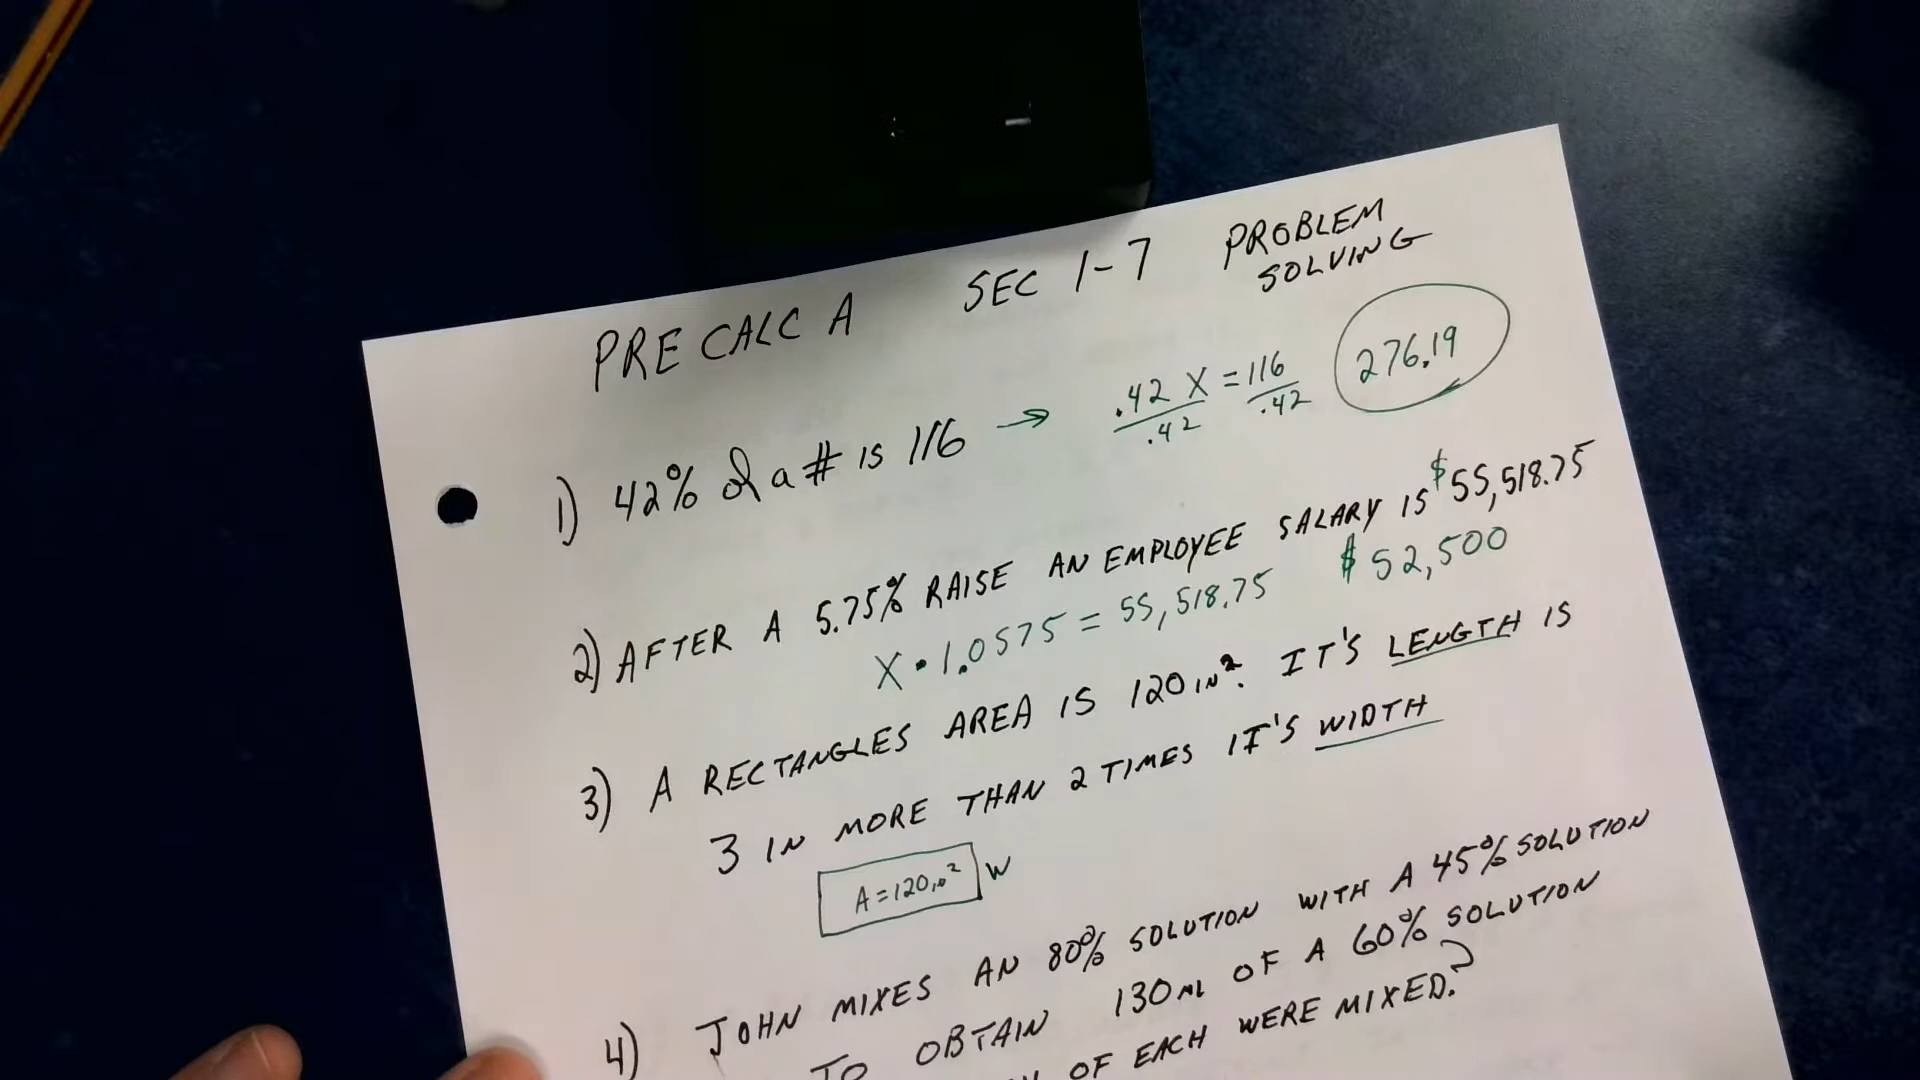 PRE CALC A SEC 1-7 PROBLEM
SOLVING
1) 42% of a # is 116 → .42 X = 116 276.19
.42 .42
2) AFTER A 5.75% RAISE AN EMPLOYEE SALARY IS $55,518.75
X • 1.0575 = 55,518.75 $52,500
3) A RECTANGLES AREA IS 120 IN². IT'S LENGTH IS
3 IN MORE THAN 2 TIMES IT'S WIDTH
A = 120 in² W
4) JOHN MIXES AN 80% SOLUTION WITH A 45% SOLUTION
TO OBTAIN 130 ML OF A 60% SOLUTION
OF EACH WERE MIXED?